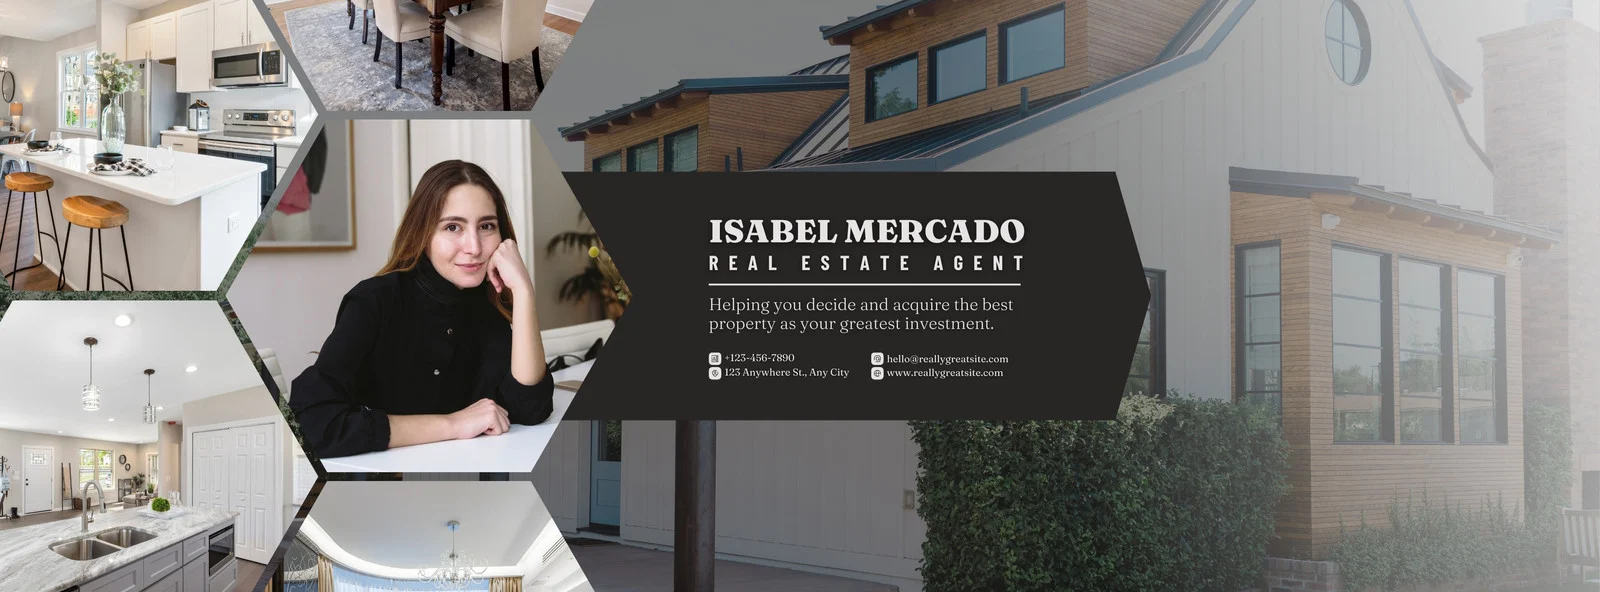 ISABEL MERCADO
REAL ESTATE AGENT
Helping you decide and acquire the best
property as your greatest investment.
+123-456-7890
123 Anywhere St., Any City
hello@reallygreatsite.com
www.reallygreatsite.com